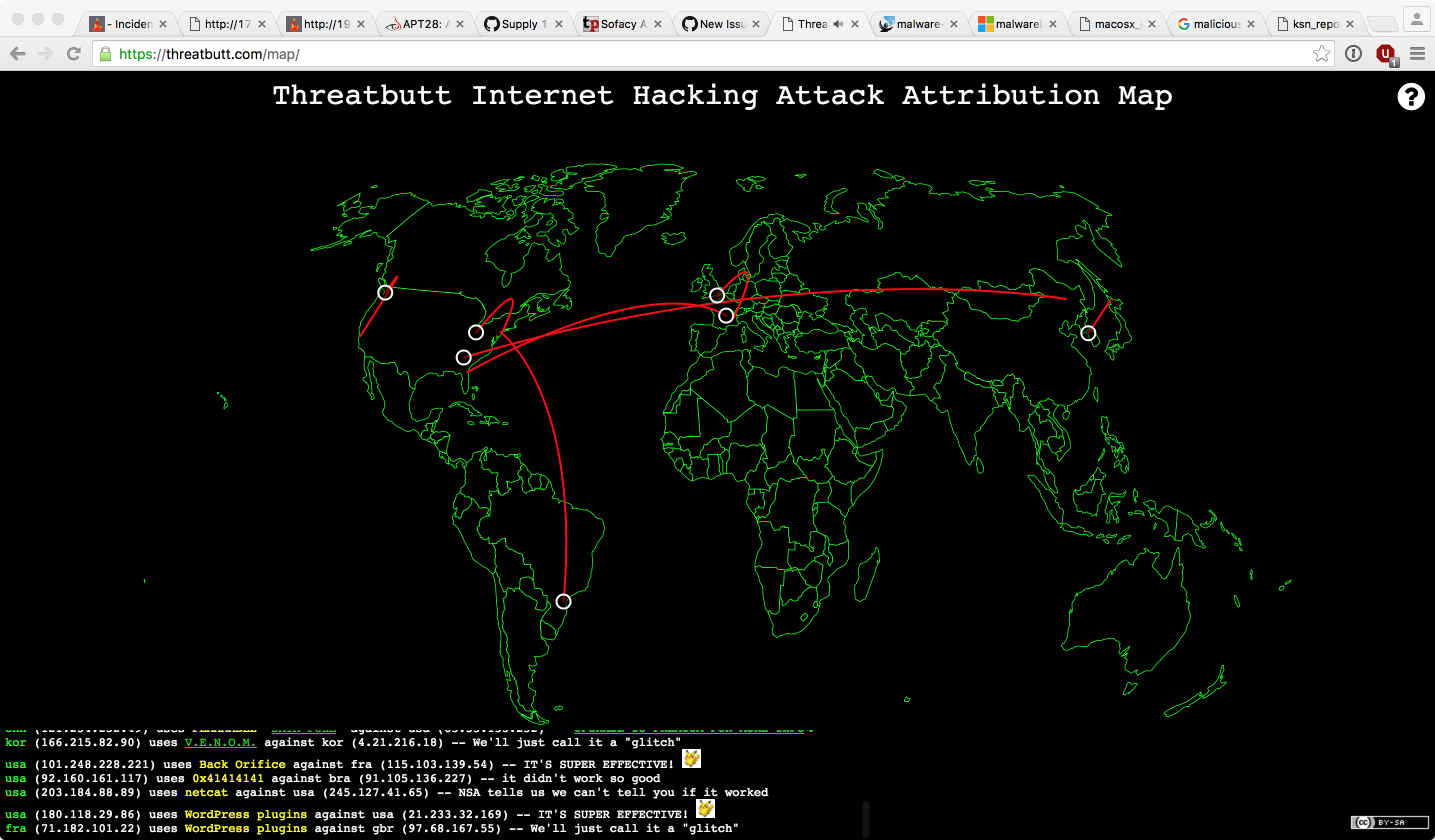 - Inciden
http://17
http://19
APT28: A
Supply 1
tp Sofacy A
New Issu
Threa
malware-
malwarel
macosx_
malicious
ksn_repo
https://threatbutt.com/map/
Threatbutt Internet Hacking Attack Attribution Map
?
kor (166.215.82.90) uses V.E.N.O.M. against kor (4.21.216.18) -- We'll just call it a "glitch"
usa (101.248.228.221) uses Back Orifice against fra (115.103.139.54) -- IT'S SUPER EFFECTIVE!
usa (92.160.161.117) uses 0x41414141 against bra (91.105.136.227) -- it didn't work so good
usa (203.184.88.89) uses netcat against usa (245.127.41.65) -- NSA tells us we can't tell you if it worked
usa (180.118.29.86) uses WordPress plugins against usa (21.233.32.169) -- IT'S SUPER EFFECTIVE!
fra (71.182.101.22) uses WordPress plugins against gbr (97.68.167.55) -- We'll just call it a "glitch"
cc BY-SA